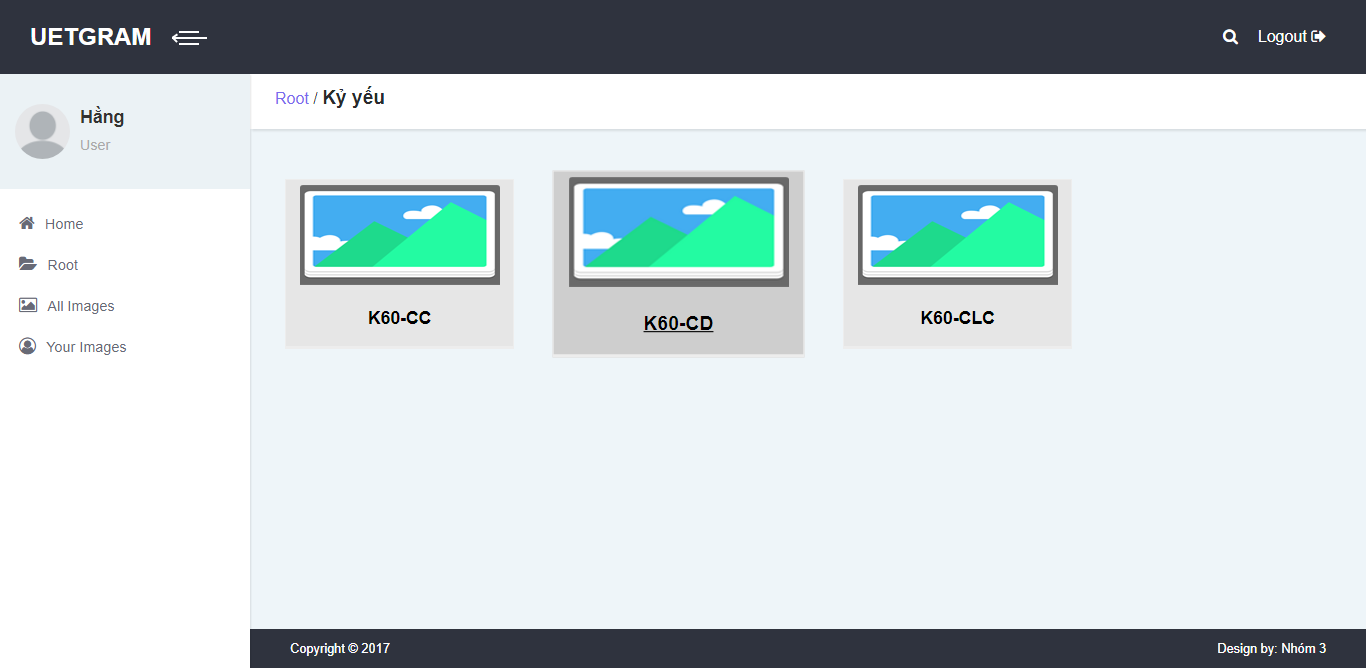 UETGRAM
Logout
Hằng
User
Root / Kỷ yếu
Home
Root
All Images
Your Images
K60-CC
K60-CD
K60-CLC
Copyright © 2017
Design by: Nhóm 3